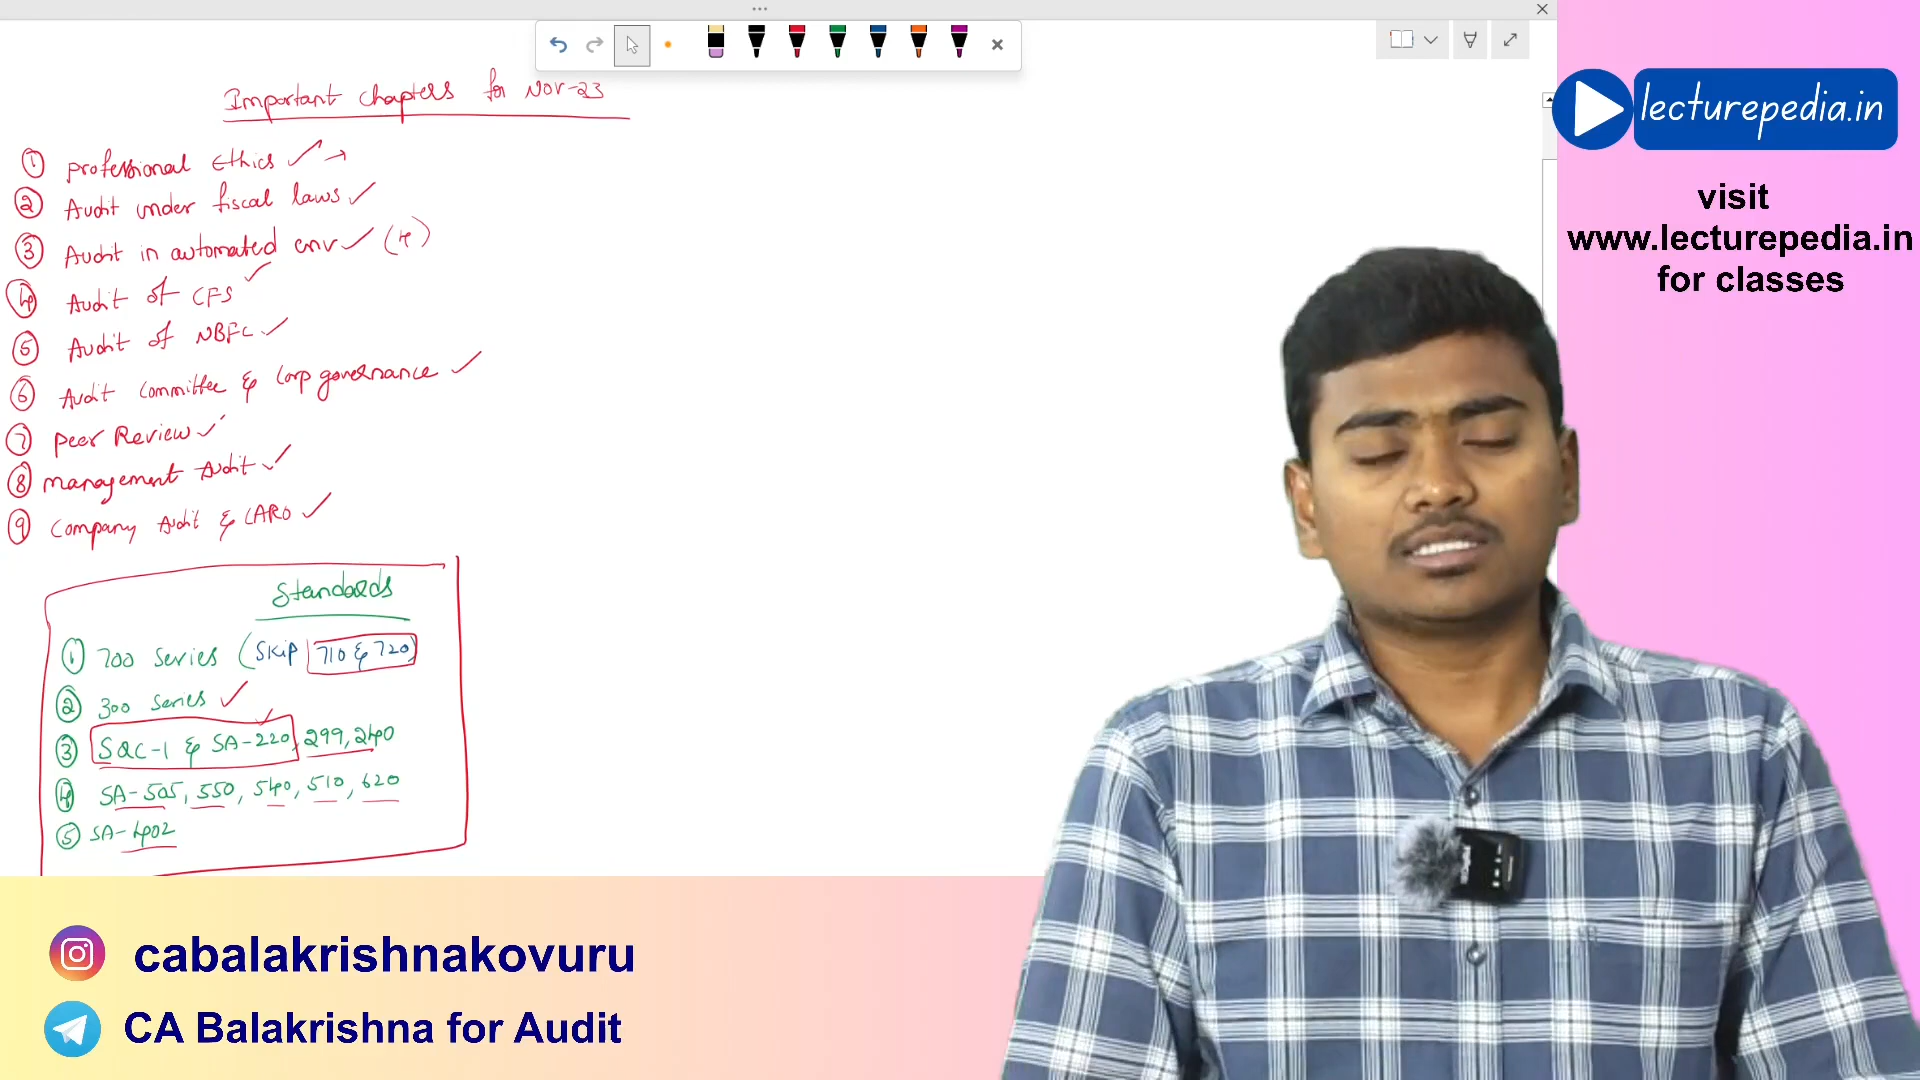 Important chapters for Nov-23
① professional Ethics
② Audit under fiscal laws
③ Audit in automated env
④ Audit of CFS
⑤ Audit of NBFC
⑥ Audit committee & Corp governance
⑦ Peer Review
⑧ management Audit
⑨ Company Audit & CARO
Standards
① 700 Series (Skip 710 & 720)
② 300 Series
③ SQC-1 & SA-220, 299, 240
④ SA-505, 550, 540, 510, 620
⑤ SA-402
lecturepedia.in
visit
www.lecturepedia.in
for classes
cabalakrishnakovuru
CA Balakrishna for Audit